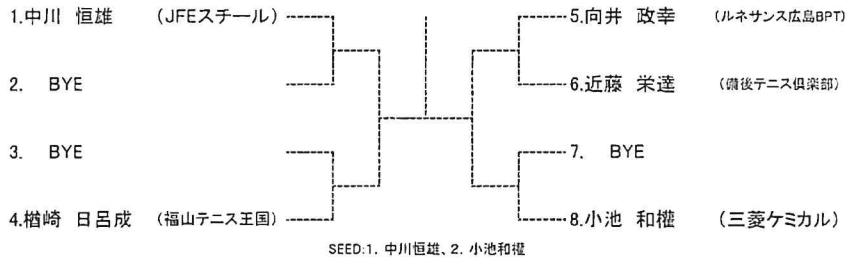 1.中川 恒雄 (JFEスチール)
2. BYE
3. BYE
4.楢崎 日呂成 (福山テニス王国)
5.向井 政幸 (ルネサンス広島BPT)
6.近藤 栄達 (備後テニス倶楽部)
7. BYE
8.小池 和權 (三菱ケミカル)
SEED:1. 中川恒雄、2. 小池和權